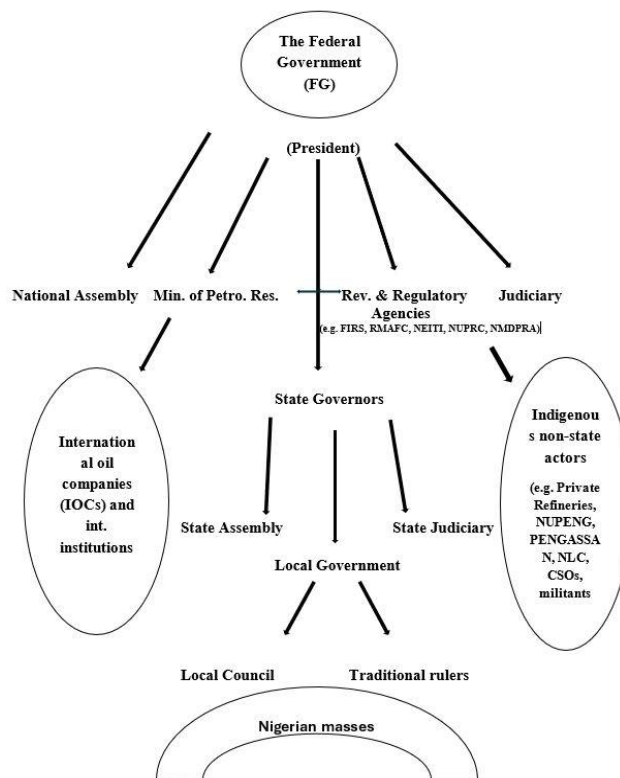 The Federal
Government
(FG)
(President)
National Assembly
Min. of Petro. Res.
Rev. & Regulatory
Agencies
(e.g. FIRS, RMAFC, NEITI, NUPRC, NMDPRA)
Judiciary
State Governors
Internation
al oil
companies
(IOCs) and
int.
institutions
Indigenou
s non-state
actors
(e.g. Private
Refineries,
NUPENG,
PENGASSA
N, NLC,
CSOs,
militants
State Assembly
State Judiciary
Local Government
Local Council
Traditional rulers
Nigerian masses